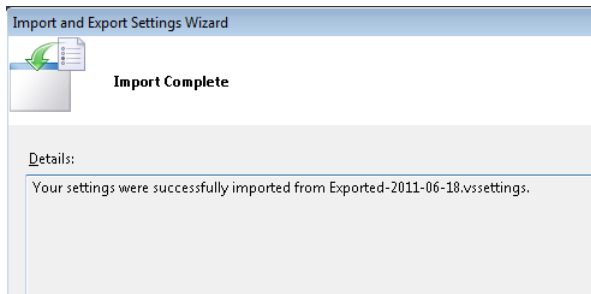 Import and Export Settings Wizard
Import Complete
Details:
Your settings were successfully imported from Exported-2011-06-18.vssettings.